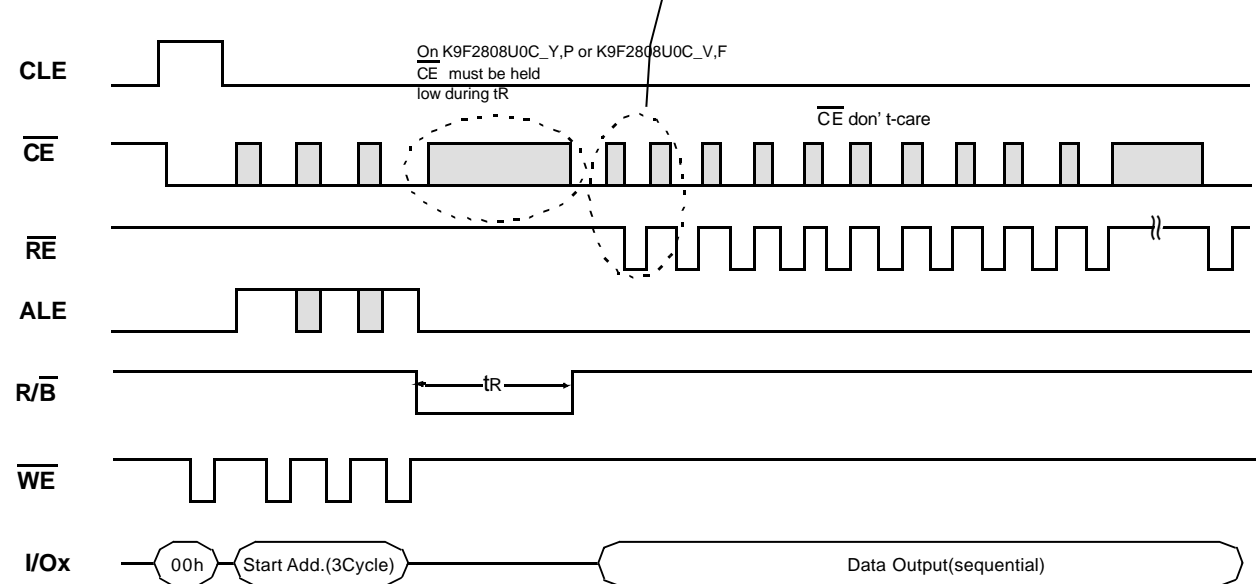 On K9F2808U0C_Y,P or K9F2808U0C_V,F
CE must be held
low during tR
CLE
CE don' t-care
CE
RE
ALE
R/B
tR
WE
I/Ox
00h
Start Add.(3Cycle)
Data Output(sequential)